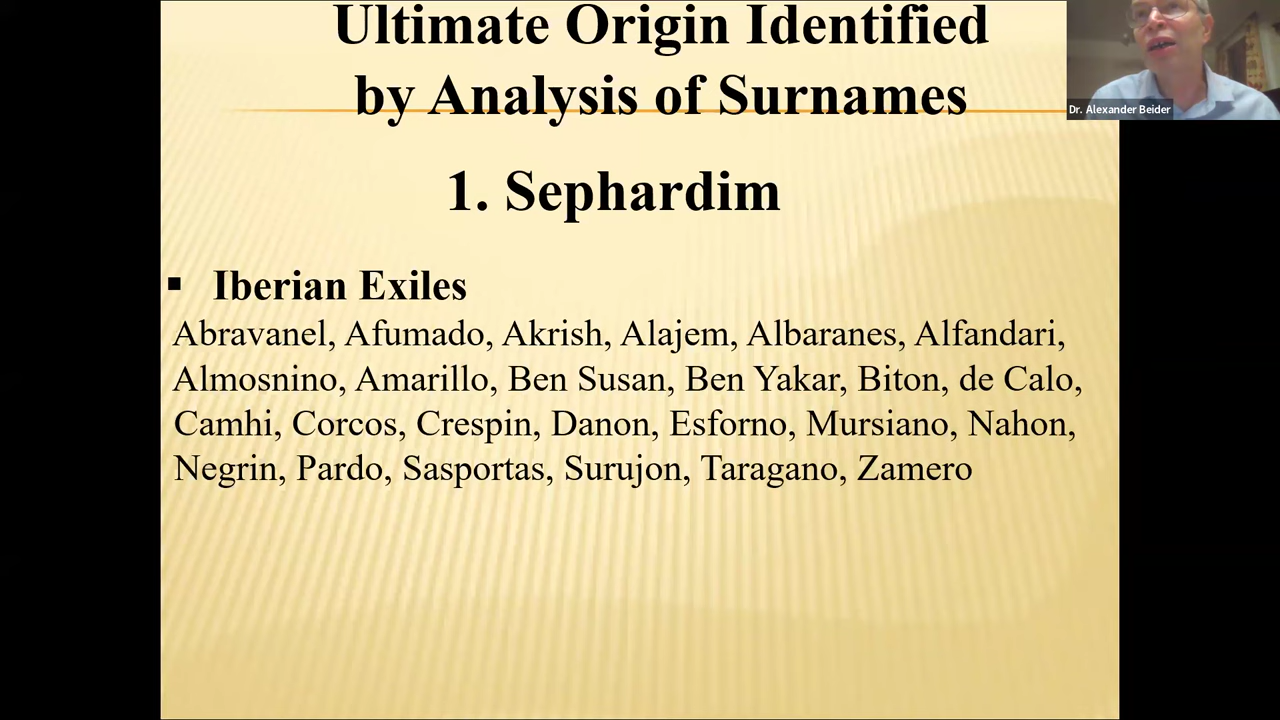 Ultimate Origin Identified
by Analysis of Surnames
Dr. Alexander Beider
1. Sephardim
▪ Iberian Exiles
Abravanel, Afumado, Akrish, Alajem, Albaranes, Alfandari,
Almosnino, Amarillo, Ben Susan, Ben Yakar, Biton, de Calo,
Camhi, Corcos, Crespin, Danon, Esforno, Mursiano, Nahon,
Negrin, Pardo, Sasportas, Surujon, Taragano, Zamero